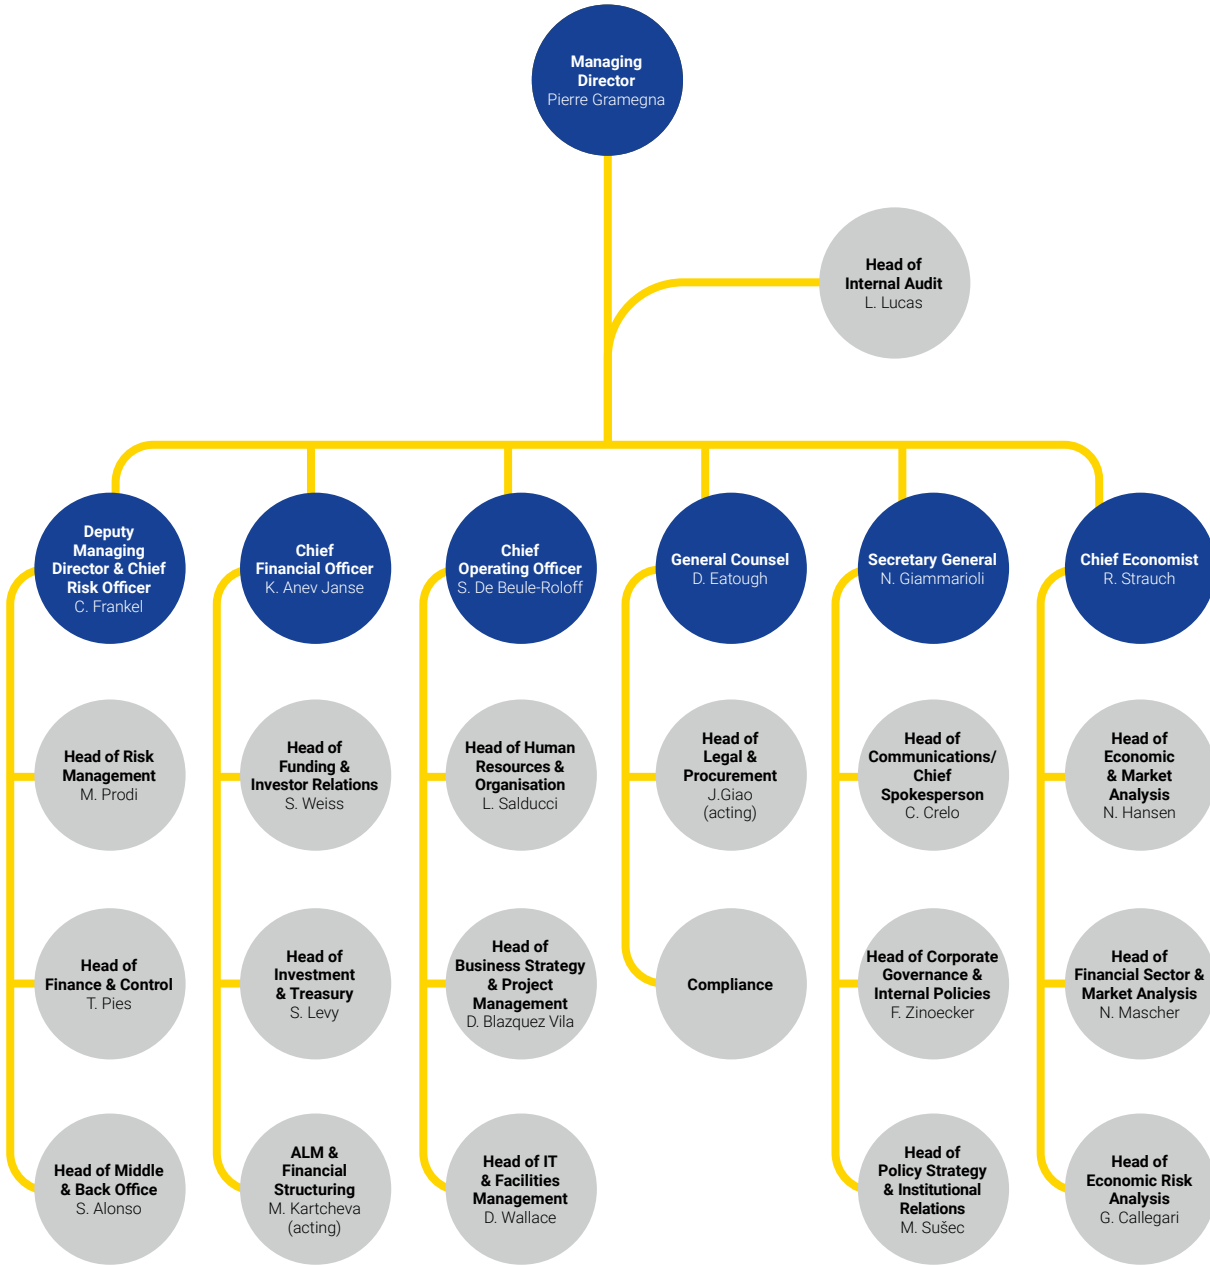 Managing
Director
Pierre Gramegna
Head of
Internal Audit
L. Lucas
Deputy
Managing
Director & Chief
Risk Officer
C. Frankel
Chief
Financial Officer
K. Anev Janse
Chief
Operating Officer
S. De Beule-Roloff
General Counsel
D. Eatough
Secretary General
N. Giammarioli
Chief Economist
R. Strauch
Head of Risk
Management
M. Prodi
Head of
Funding &
Investor Relations
S. Weiss
Head of Human
Resources &
Organisation
L. Salducci
Head of
Legal &
Procurement
J.Giao
(acting)
Head of
Communications/
Chief
Spokesperson
C. Crelo
Head of
Economic
& Market
Analysis
N. Hansen
Head of
Finance & Control
T. Pies
Head of
Investment
& Treasury
S. Levy
Head of
Business Strategy
& Project
Management
D. Blazquez Vila
Compliance
Head of Corporate
Governance &
Internal Policies
F. Zinoecker
Head of
Financial Sector &
Market Analysis
N. Mascher
Head of Middle
& Back Office
S. Alonso
ALM &
Financial
Structuring
M. Kartcheva
(acting)
Head of IT
& Facilities
Management
D. Wallace
Head of
Policy Strategy
& Institutional
Relations
M. Sušec
Head of
Economic Risk
Analysis
G. Callegari